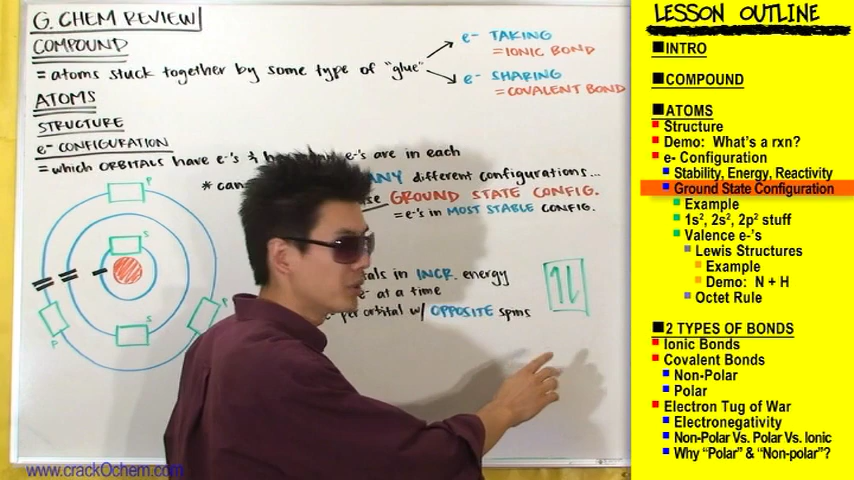 G. CHEM REVIEW
COMPOUND
= atoms stuck together by some type of "glue"
e- TAKING
= IONIC BOND
e- SHARING
= COVALENT BOND
ATOMS
STRUCTURE
e- CONFIGURATION
= which ORBITALS have e-'s & e-'s are in each
* can different configurations...
GROUND STATE CONFIG.
= e-'s in MOST STABLE CONFIG.
in INCR. energy
e- at a time
per orbital w/ OPPOSITE spins
P
S
S
P
P
www.crackOchem.com
LESSON OUTLINE
INTRO
COMPOUND
ATOMS
Structure
Demo: What's a rxn?
e- Configuration
Stability, Energy, Reactivity
Ground State Configuration
Example
1s², 2s², 2p² stuff
Valence e-'s
Lewis Structures
Example
Demo: N + H
Octet Rule
2 TYPES OF BONDS
Ionic Bonds
Covalent Bonds
Non-Polar
Polar
Electron Tug of War
Electronegativity
Non-Polar Vs. Polar Vs. Ionic
Why "Polar" & "Non-polar"?